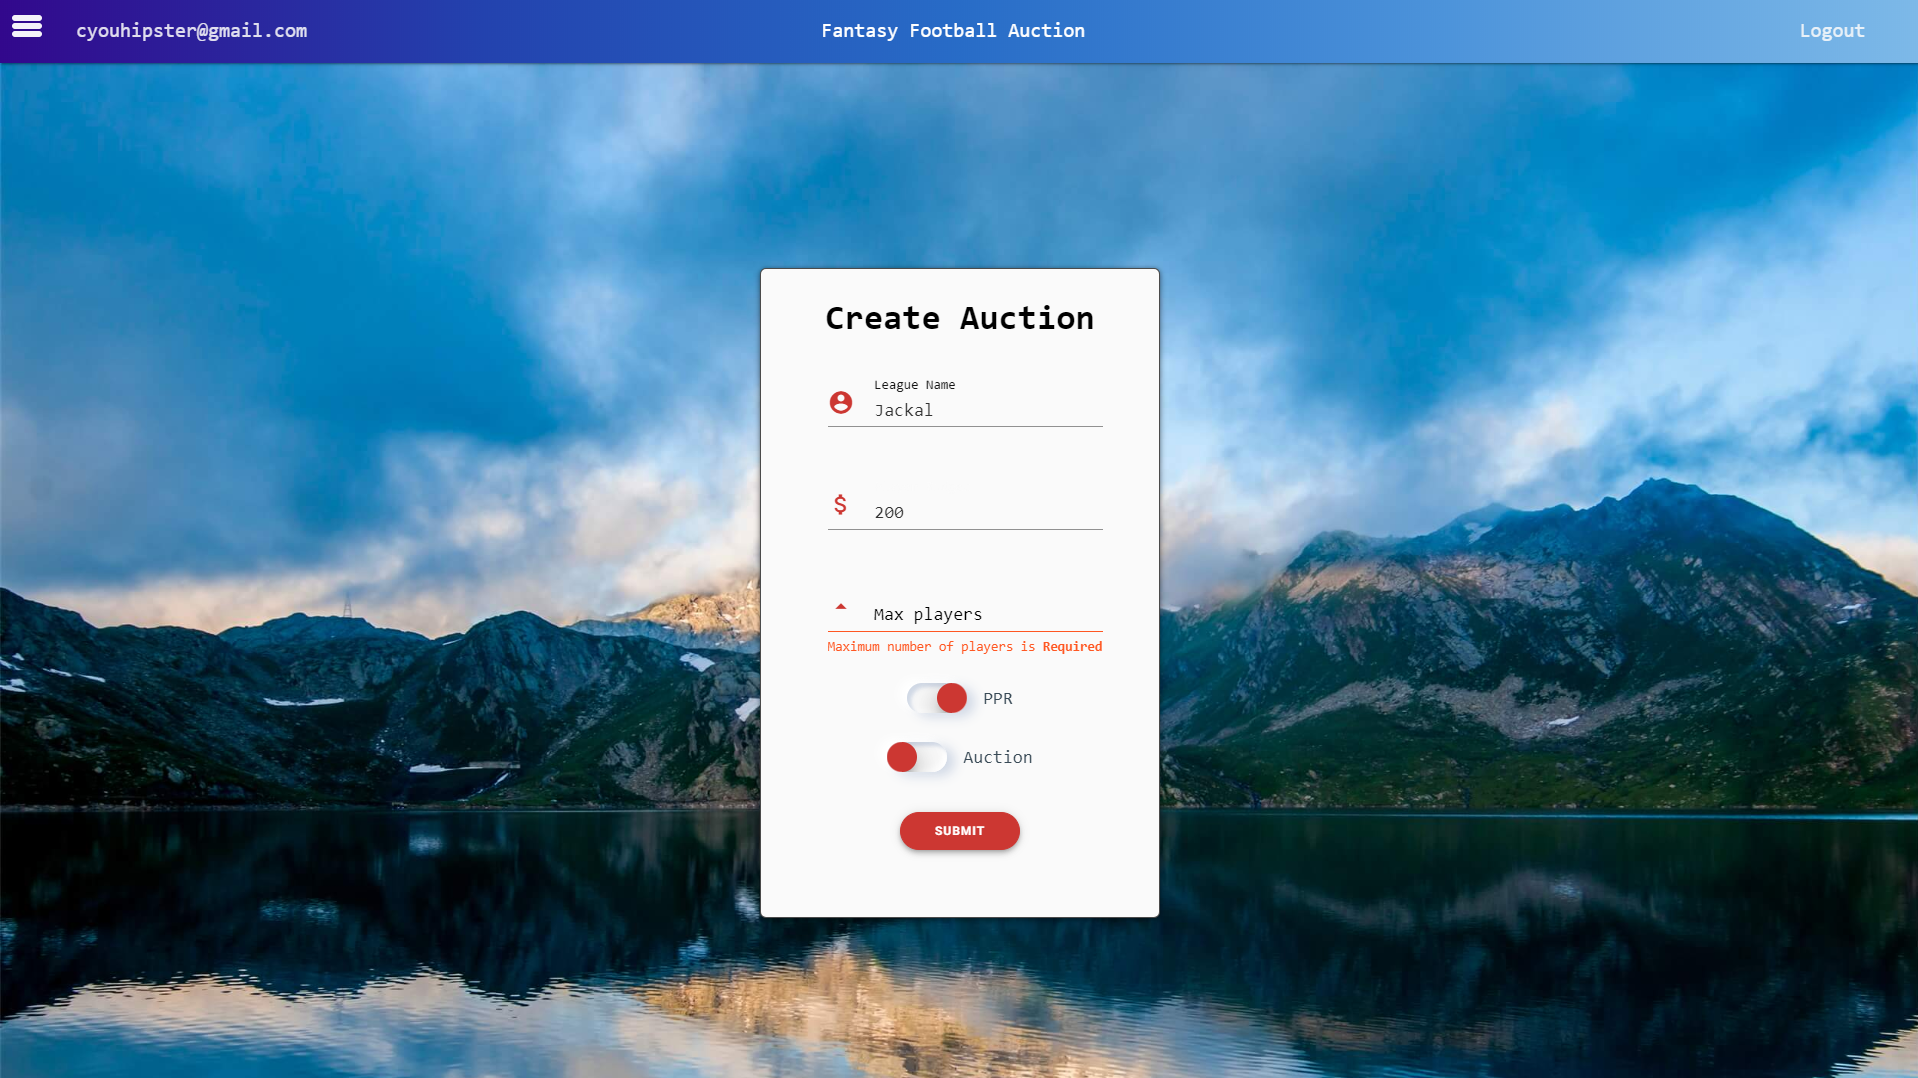 cyouhipster@gmail.com
Fantasy Football Auction
Logout
Create Auction
League Name
Jackal
$
200
Max players
Maximum number of players is Required
PPR
Auction
SUBMIT